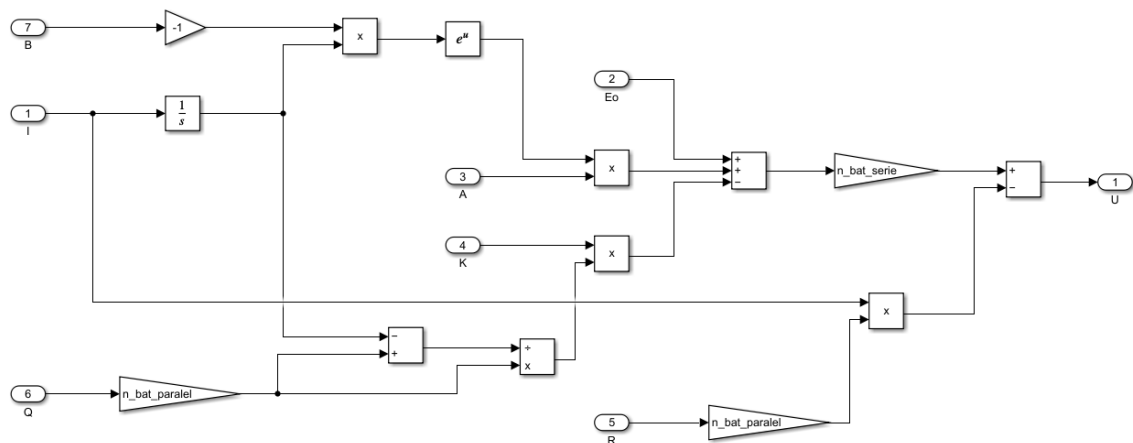 7
B
-1
x
e^u
2
Eo
1
I
1
s
3
A
x
+
+
−
n_bat_serie
+
−
1
U
4
K
x
x
−
+
÷
x
6
Q
n_bat_paralel
5
R
n_bat_paralel